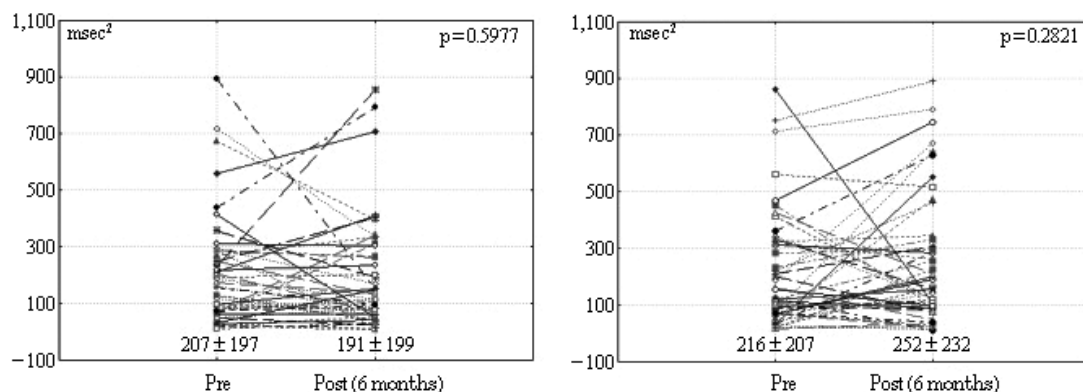 1,100
msec²
p=0.5977
900
700
500
300
100
−100
207±197
191±199
Pre
Post (6 months)
1,100
msec²
p=0.2821
900
700
500
300
100
−100
216±207
252±232
Pre
Post (6 months)